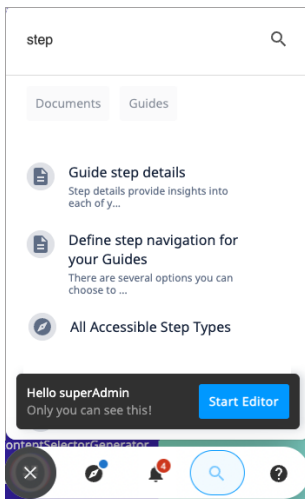 step
Documents
Guides
Guide step details
Step details provide insights into
each of y...
Define step navigation for
your Guides
There are several options you can
choose to ...
All Accessible Step Types
Hello superAdmin
Only you can see this!
Start Editor
ontentSelectorGenerator
4